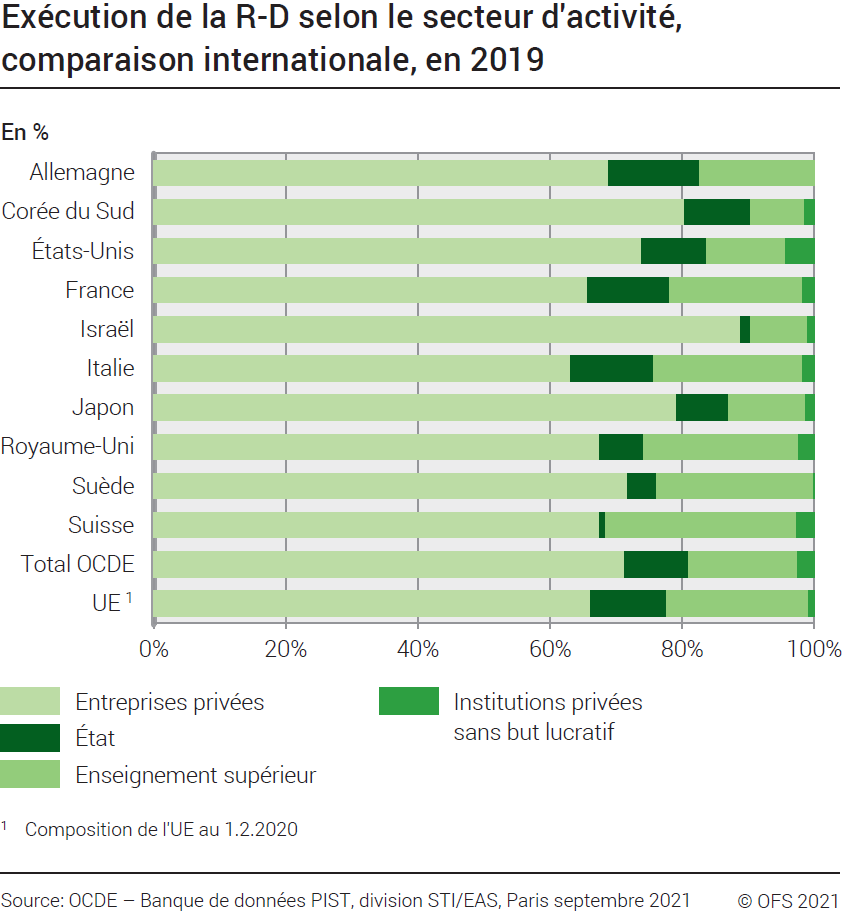 Exécution de la R-D selon le secteur d'activité,
comparaison internationale, en 2019
En %
Allemagne
Corée du Sud
États-Unis
France
Israël
Italie
Japon
Royaume-Uni
Suède
Suisse
Total OCDE
UE 1
0% 20% 40% 60% 80% 100%
Entreprises privées
État
Enseignement supérieur
Institutions privées
sans but lucratif
1 Composition de l'UE au 1.2.2020
Source: OCDE – Banque de données PIST, division STI/EAS, Paris septembre 2021 © OFS 2021